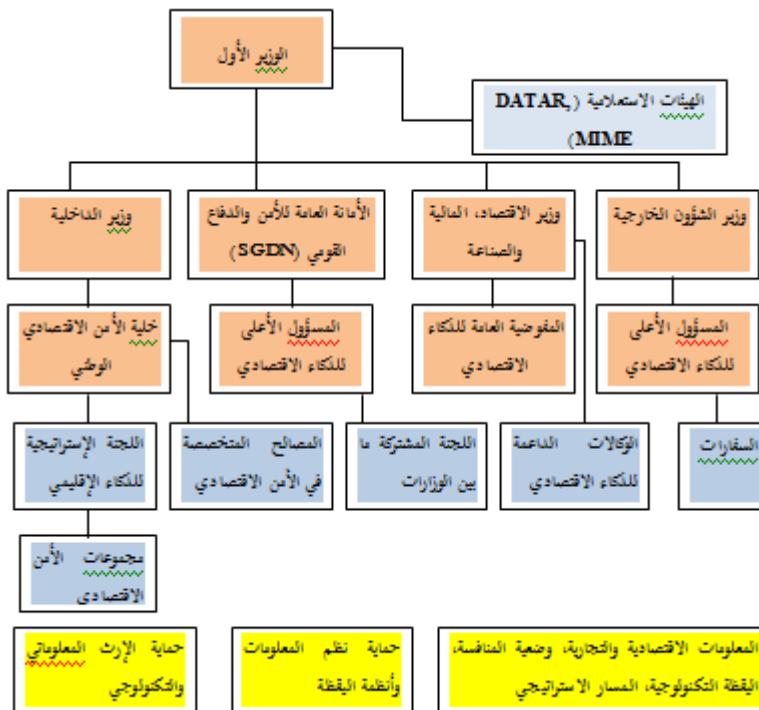 الوزير الأول
الهيئات الاستعلامية (DATAR,
MIME)
وزير الشؤون الخارجية
وزير الاقتصاد، المالية
والصناعة
الأمانة العامة للأمن والدفاع
القومي (SGDN)
وزير الداخلية
المسؤول الأعلى
للذكاء الاقتصادي
المفوضية العامة للذكاء
الاقتصادي
المسؤول الأعلى
للذكاء الاقتصادي
خلية الأمن الاقتصادي
الوطني
السفارات
الوكالات الداعمة
للذكاء الاقتصادي
اللجنة المشتركة ما
بين الوزارات
المصالح المتخصصة
في الأمن الاقتصادي
اللجنة الإستراتيجية
للذكاء الإقليمي
مجموعات الأمن
الاقتصادي
المعلومات الاقتصادية والتجارية، وضعية المنافسة،
اليقظة التكنولوجية، المسار الاستراتيجي
حماية نظم المعلومات
وأنظمة اليقظة
حماية الإرث المعلوماتي
والتكنولوجي